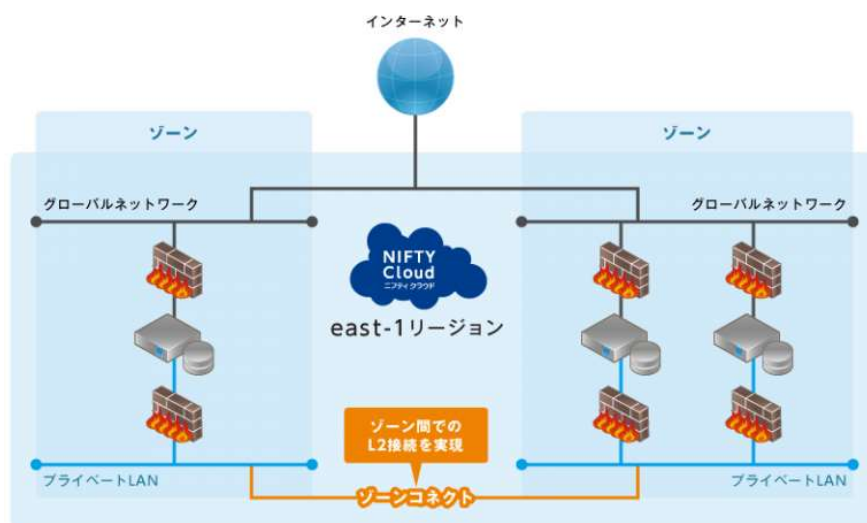 インターネット
ゾーン
ゾーン
グローバルネットワーク
グローバルネットワーク
NIFTY
Cloud
ニフティクラウド
east-1リージョン
ゾーン間での
L2接続を実現
プライベートLAN
プライベートLAN
ゾーンコネクト